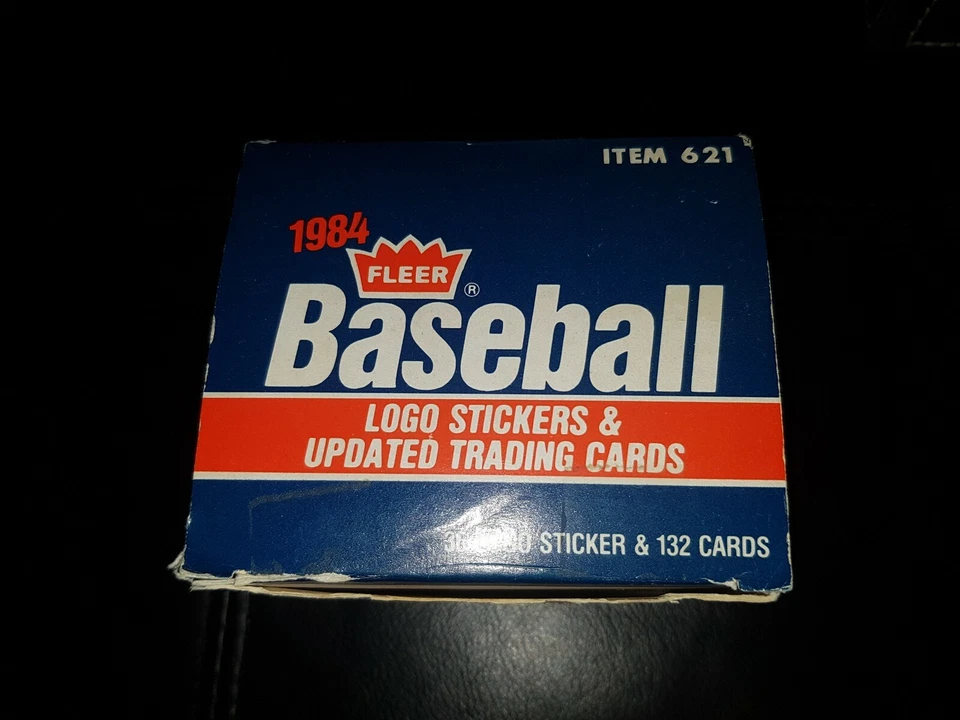 ITEM 621
1984
FLEER
®
Baseball
LOGO STICKERS &
UPDATED TRADING CARDS
STICKER & 132 CARDS